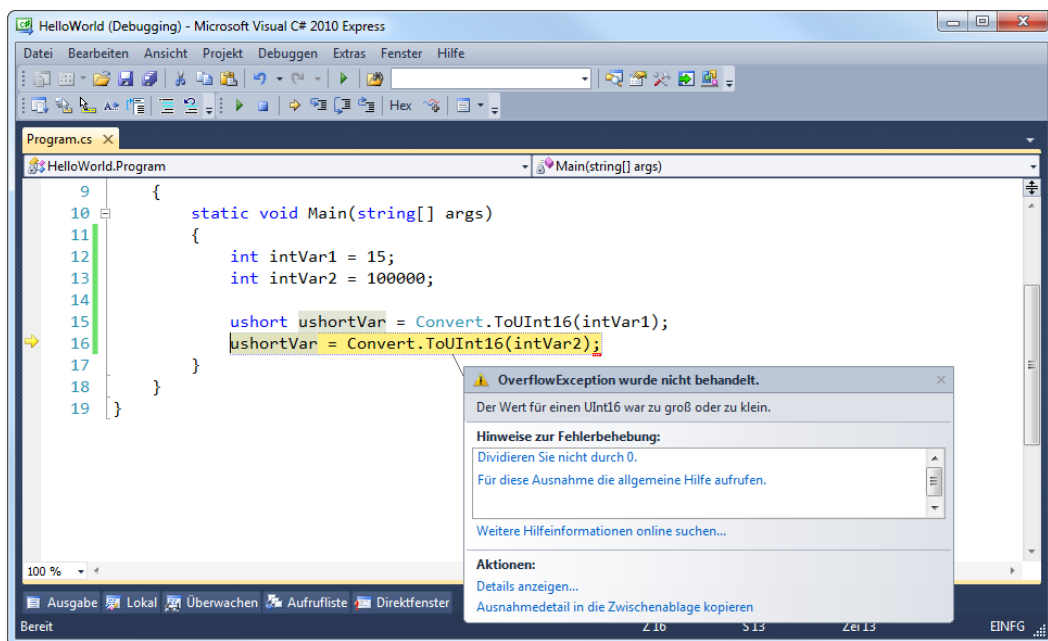 HelloWorld (Debugging) - Microsoft Visual C# 2010 Express
Datei Bearbeiten Ansicht Projekt Debuggen Extras Fenster Hilfe
Hex
Program.cs
HelloWorld.Program
Main(string[] args)
9 {
10 static void Main(string[] args)
11 {
12 int intVar1 = 15;
13 int intVar2 = 100000;
14
15 ushort ushortVar = Convert.ToUInt16(intVar1);
16 ushortVar = Convert.ToUInt16(intVar2);
17 }
18 }
19 }
OverflowException wurde nicht behandelt.
Der Wert für einen UInt16 war zu groß oder zu klein.
Hinweise zur Fehlerbehebung:
Dividieren Sie nicht durch 0.
Für diese Ausnahme die allgemeine Hilfe aufrufen.
Weitere Hilfeinformationen online suchen...
Aktionen:
Details anzeigen...
Ausnahmedetail in die Zwischenablage kopieren
100 %
Ausgabe Lokal Überwachen Aufrufliste Direktfenster
Bereit Z 16 S 13 Zei 13 EINFG